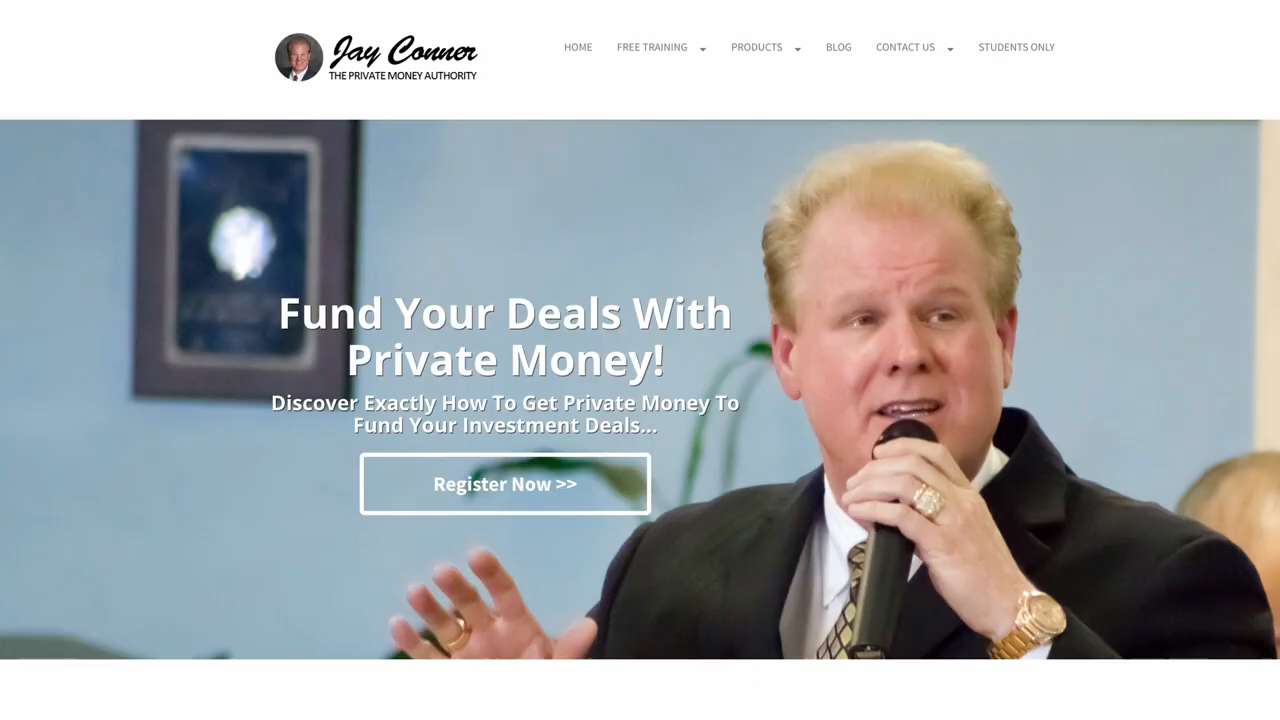 Jay Conner
THE PRIVATE MONEY AUTHORITY
HOME FREE TRAINING PRODUCTS BLOG CONTACT US STUDENTS ONLY
Fund Your Deals With
Private Money!
Discover Exactly How To Get Private Money To
Fund Your Investment Deals...
Register Now >>